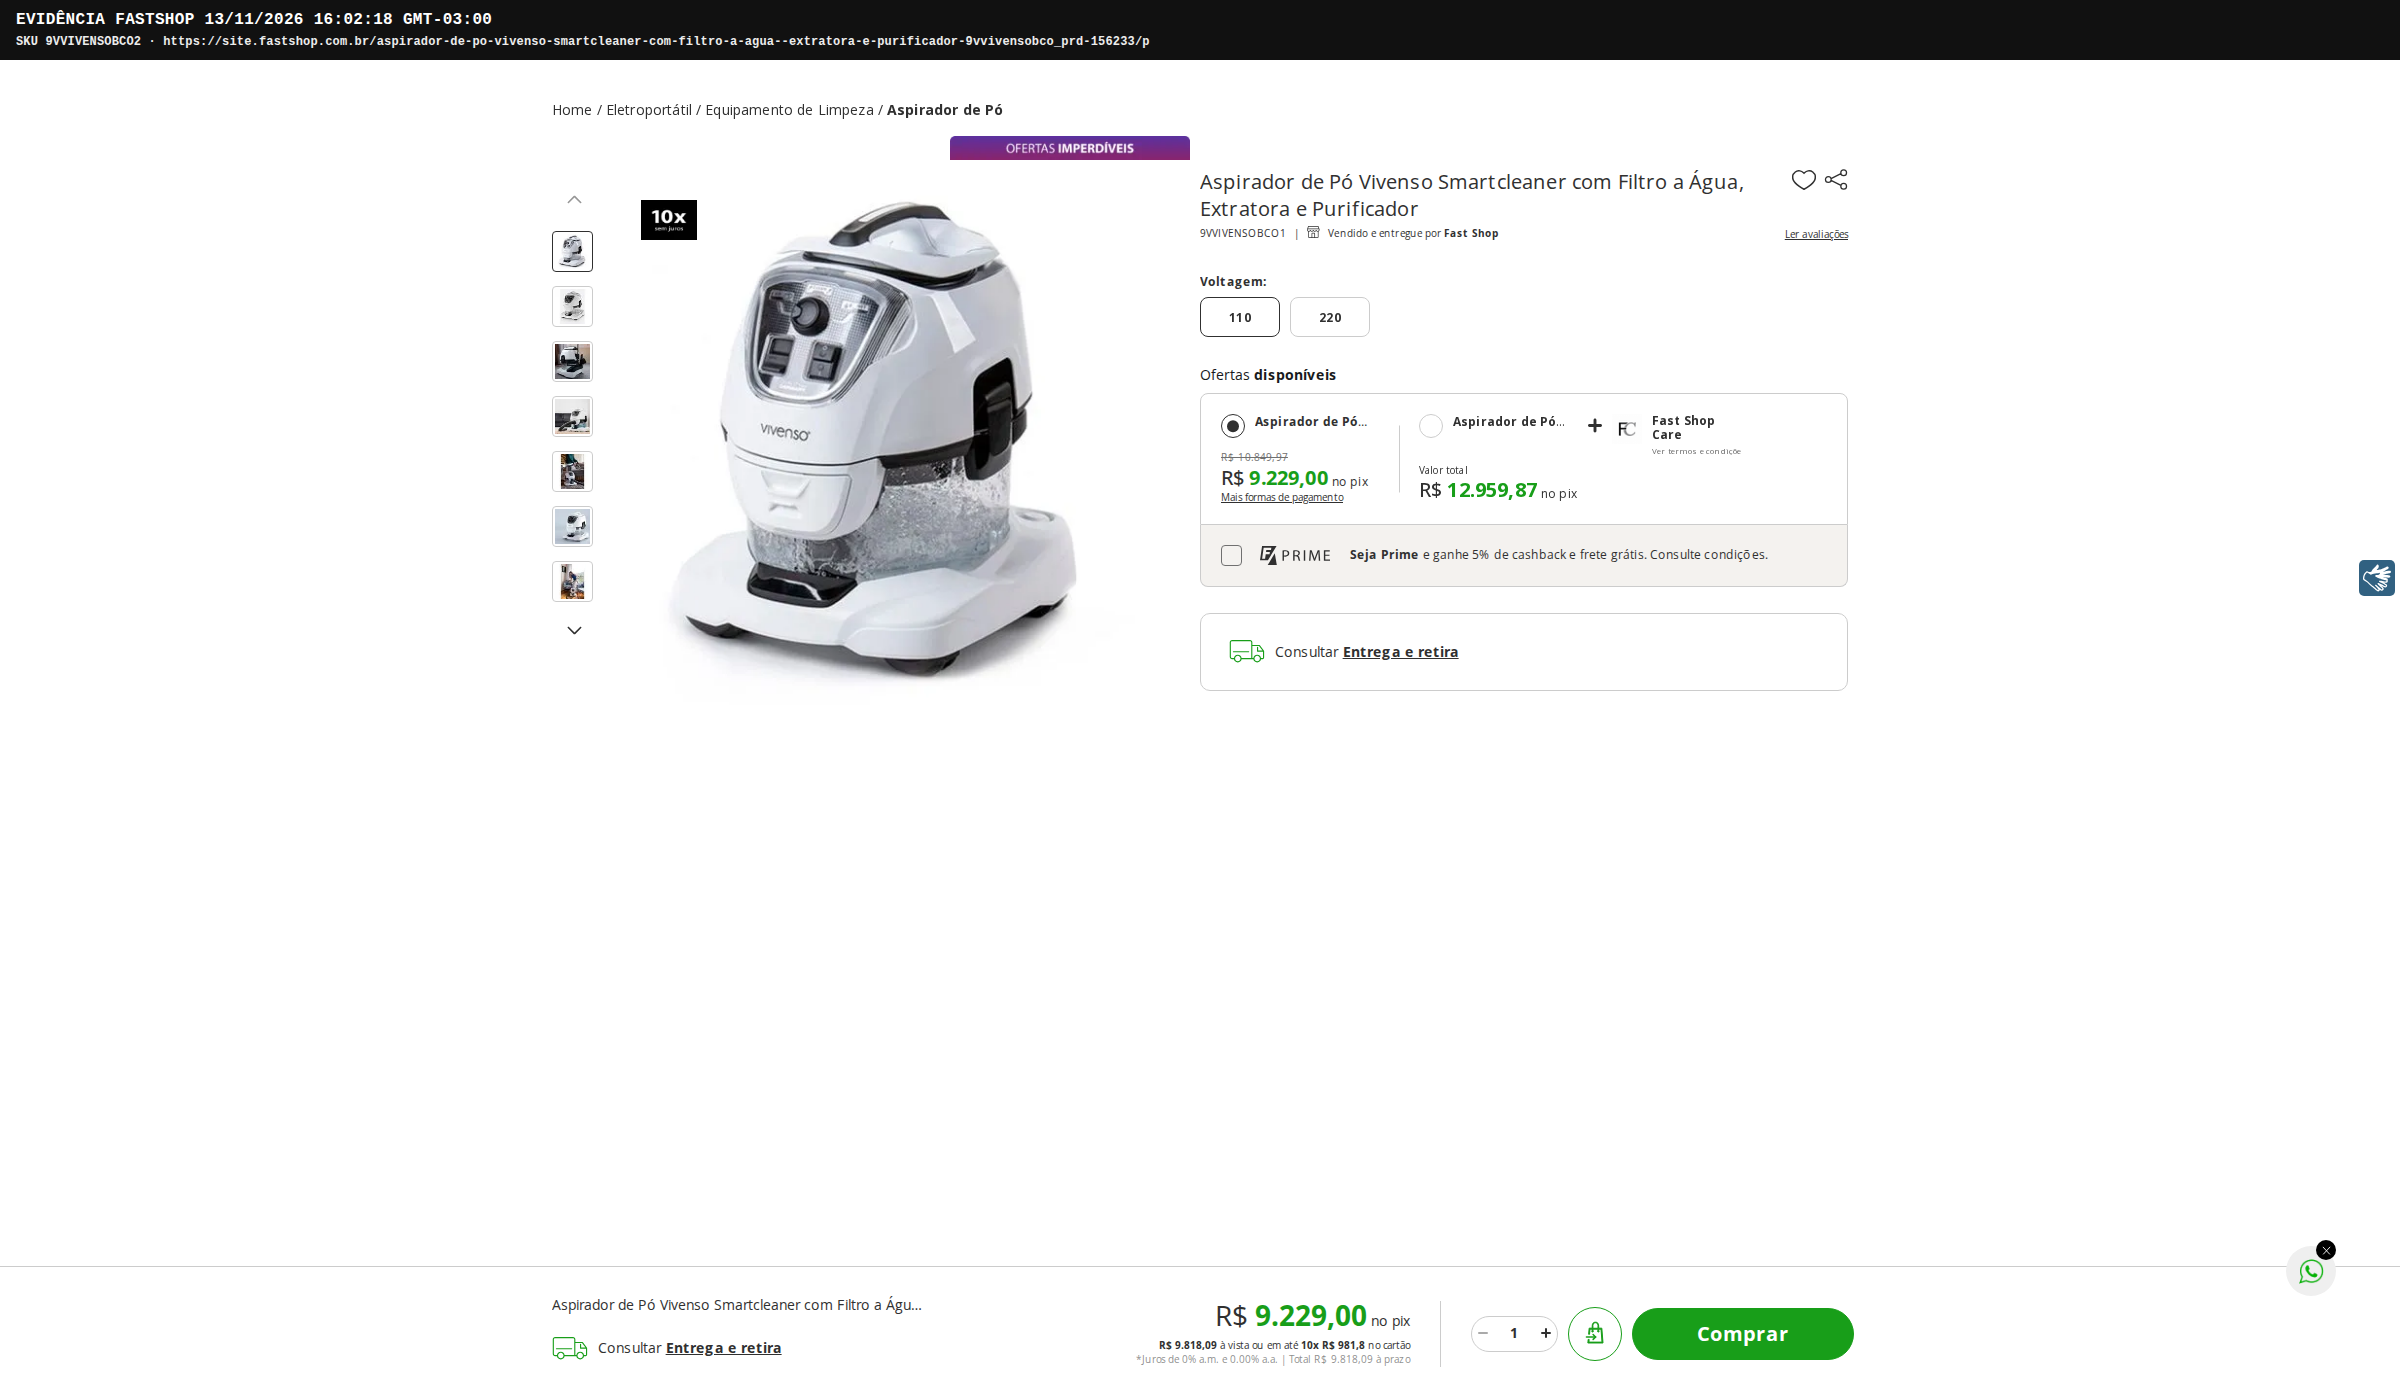 EVIDÊNCIA FASTSHOP 13/11/2026 16:02:18 GMT-03:00
SKU 9VVIVENSOBCO2 · https://site.fastshop.com.br/aspirador-de-po-vivenso-smartcleaner-com-filtro-a-agua--extratora-e-purificador-9vvivensobco_prd-156233/p
Home / Eletroportátil / Equipamento de Limpeza / Aspirador de Pó
OFERTAS IMPERDÍVEIS
10x
sem juros
vivenso
Aspirador de Pó Vivenso Smartcleaner com Filtro a Água,
Extratora e Purificador
9VVIVENSOBCO1 | Vendido e entregue por Fast Shop
Ler avaliações
Voltagem:
110
220
Ofertas disponíveis
Aspirador de Pó...
R$ 10.849,97
R$ 9.229,00 no pix
Mais formas de pagamento
Aspirador de Pó...
+
FC
Fast Shop
Care
Ver termos e condiçõe
Valor total
R$ 12.959,87 no pix
PRIME
Seja Prime e ganhe 5% de cashback e frete grátis. Consulte condições.
Consultar Entrega e retira
Aspirador de Pó Vivenso Smartcleaner com Filtro a Águ...
Consultar Entrega e retira
R$ 9.229,00 no pix
R$ 9.818,09 à vista ou em até 10x R$ 981,8 no cartão
*Juros de 0% a.m. e 0.00% a.a. | Total R$ 9.818,09 à prazo
1
Comprar